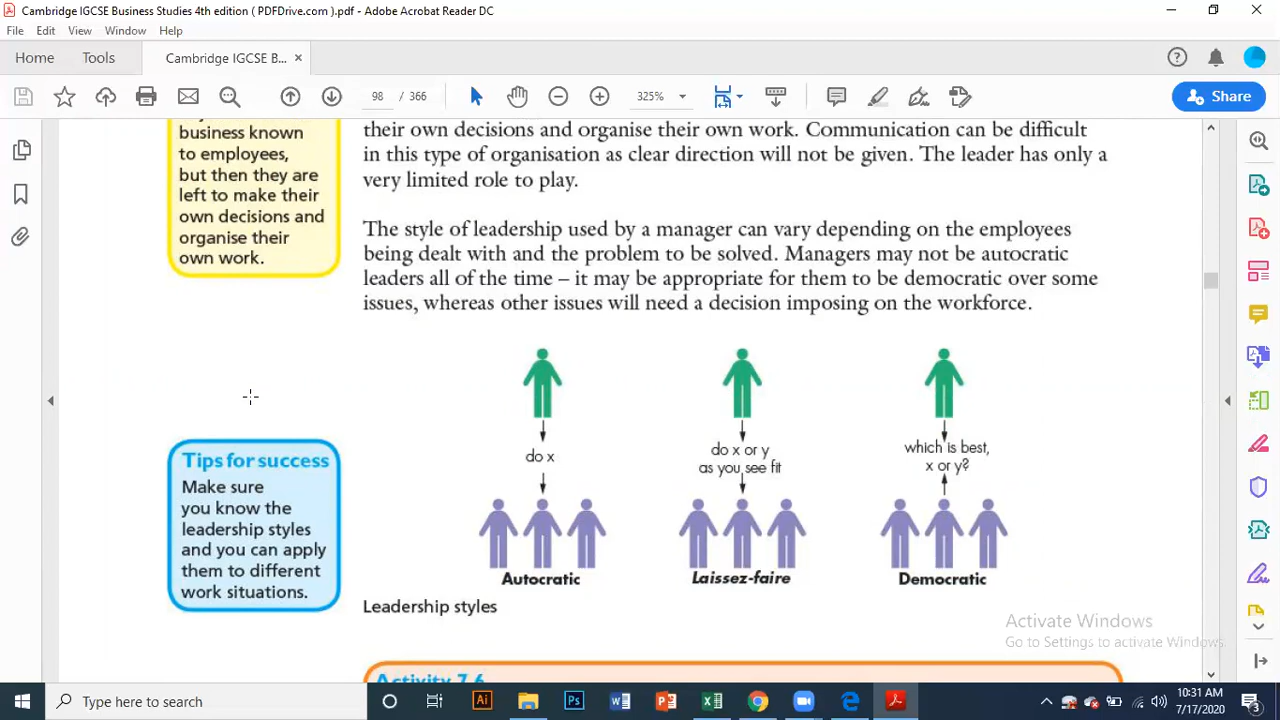 Cambridge IGCSE Business Studies 4th edition ( PDFDrive.com ).pdf - Adobe Acrobat Reader DC
File Edit View Window Help
Home Tools Cambridge IGCSE B... ×
98 / 366 325%
Share
business known
to employees,
but then they are
left to make their
own decisions and
organise their
own work.
their own decisions and organise their own work. Communication can be difficult
in this type of organisation as clear direction will not be given. The leader has only a
very limited role to play.
The style of leadership used by a manager can vary depending on the employees
being dealt with and the problem to be solved. Managers may not be autocratic
leaders all of the time – it may be appropriate for them to be democratic over some
issues, whereas other issues will need a decision imposing on the workforce.
do x
do x or y
as you see fit
which is best,
x or y?
Autocratic
Laissez-faire
Democratic
Leadership styles
Tips for success
Make sure
you know the
leadership styles
and you can apply
them to different
work situations.
Activity 7.6
Activate Windows
Go to Settings to activate Windows.
Type here to search
10:31 AM
7/17/2020
3